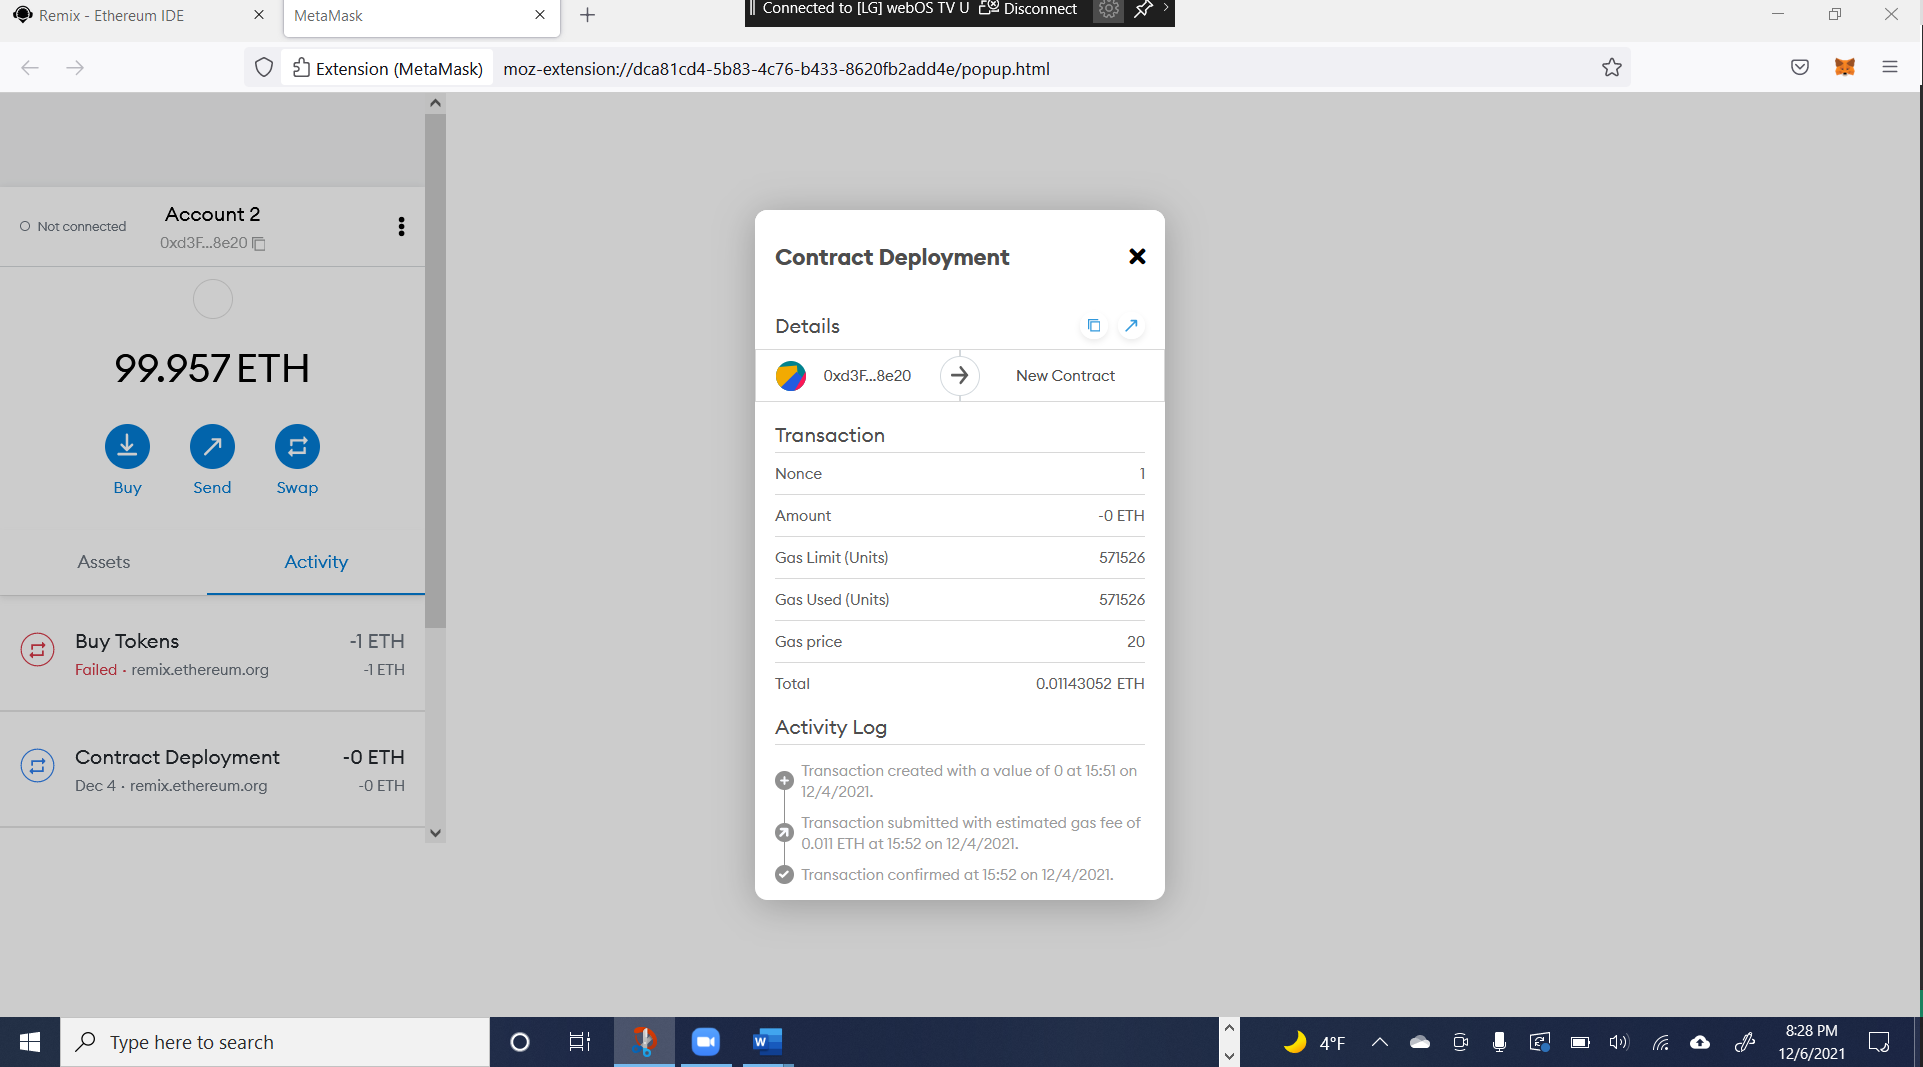 Remix - Ethereum IDE
MetaMask
Connected to [LG] webOS TV U
Disconnect
Extension (MetaMask)
moz-extension://dca81cd4-5b83-4c76-b433-8620fb2add4e/popup.html
Not connected
Account 2
0xd3F...8e20
99.957 ETH
Buy
Send
Swap
Assets
Activity
Buy Tokens
-1 ETH
Failed · remix.ethereum.org
-1 ETH
Contract Deployment
-0 ETH
Dec 4 · remix.ethereum.org
-0 ETH
Contract Deployment
Details
0xd3F...8e20
New Contract
Transaction
Nonce
1
Amount
-0 ETH
Gas Limit (Units)
571526
Gas Used (Units)
571526
Gas price
20
Total
0.01143052 ETH
Activity Log
Transaction created with a value of 0 at 15:51 on
12/4/2021.
Transaction submitted with estimated gas fee of
0.011 ETH at 15:52 on 12/4/2021.
Transaction confirmed at 15:52 on 12/4/2021.
Type here to search
W
4°F
8:28 PM
12/6/2021